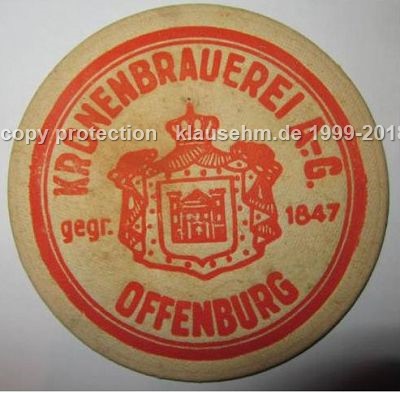 KRONENBRAUEREI A.-G.
copy protection klausehm.de 1999-2018
gegr. 1847
OFFENBURG